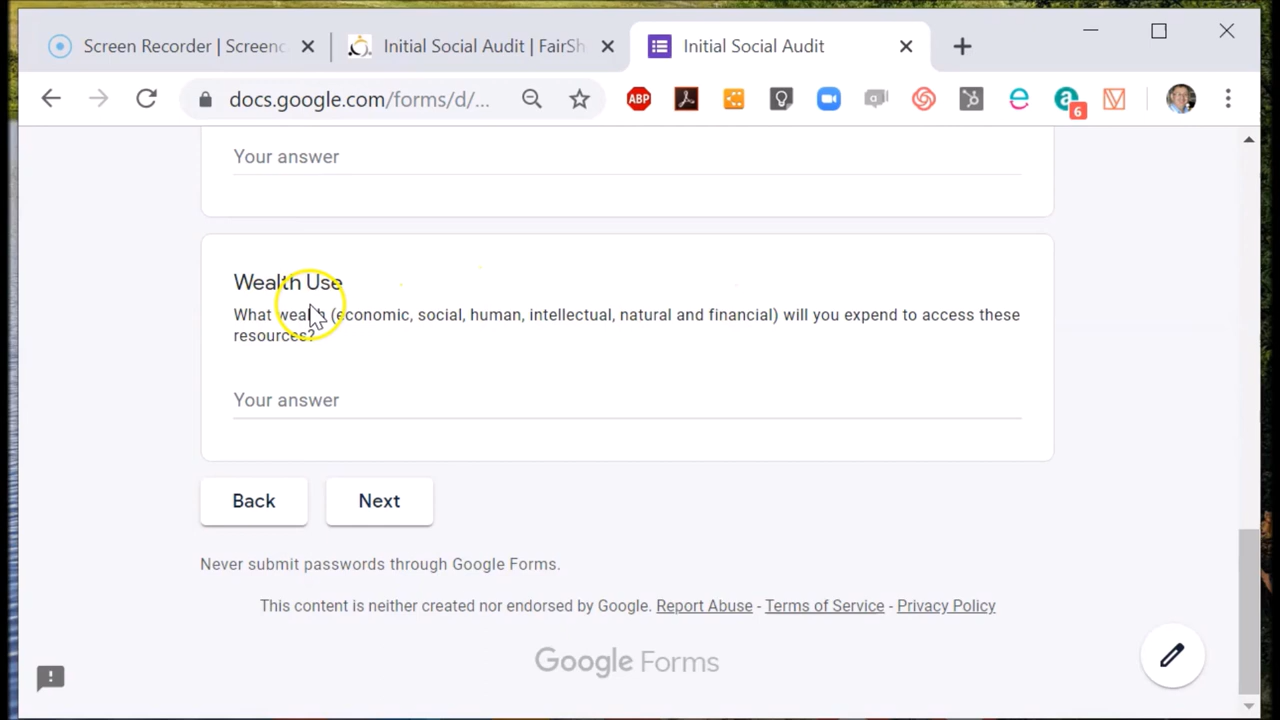 Screen Recorder | Screenc
Initial Social Audit | FairSh
Initial Social Audit
docs.google.com/forms/d/...
ABP
a
6
Your answer
Wealth Use
What wealth (economic, social, human, intellectual, natural and financial) will you expend to access these
resources?
Your answer
Back
Next
Never submit passwords through Google Forms.
This content is neither created nor endorsed by Google. Report Abuse - Terms of Service - Privacy Policy
Google Forms